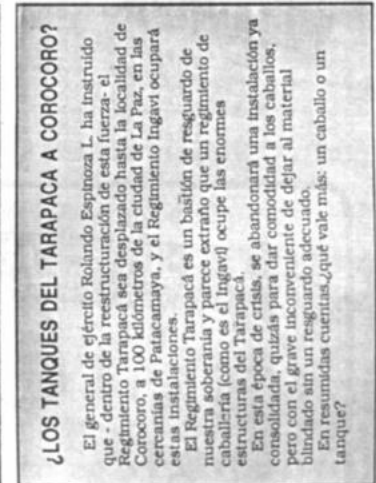 ¿LOS TANQUES DEL TARAPACA A COROCORO?
El general de ejército Rolando Espinoza L. ha instruido
que - dentro de la reestructuración de esta fuerza- el
Regimiento Tarapacá sea desplazado hasta la localidad de
Corocoro, a 100 kilómetros de la ciudad de La Paz, en las
cercanías de Patacamaya, y el Regimiento Ingavi ocupará
estas instalaciones.
El Regimiento Tarapacá es un bastión de resguardo de
nuestra soberanía y parece extraño que un regimiento de
caballería (como es el Ingavi) ocupe las enormes
estructuras del Tarapacá.
En esta época de crisis, se abandonará una instalación ya
consolidada, quizás para dar comodidad a los caballos,
pero con el grave inconveniente de dejar al material
blindado sin un resguardo adecuado.
En resumidas cuentas,¿qué vale más: un caballo o un
tanque?